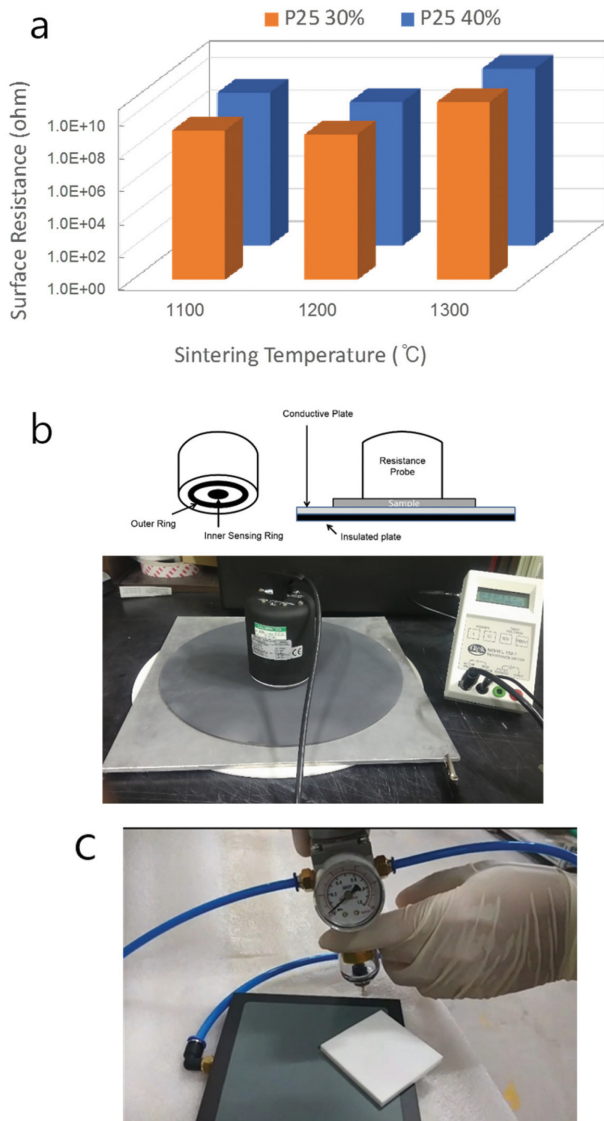 a
P25 30%
P25 40%
Surface Resistance (ohm)
1.0E+10
1.0E+08
1.0E+06
1.0E+04
1.0E+02
1.0E+00
1100
1200
1300
Sintering Temperature (℃)
b
Conductive Plate
Resistance
Probe
Sample
Outer Ring
Inner Sensing Ring
Insulated plate
c